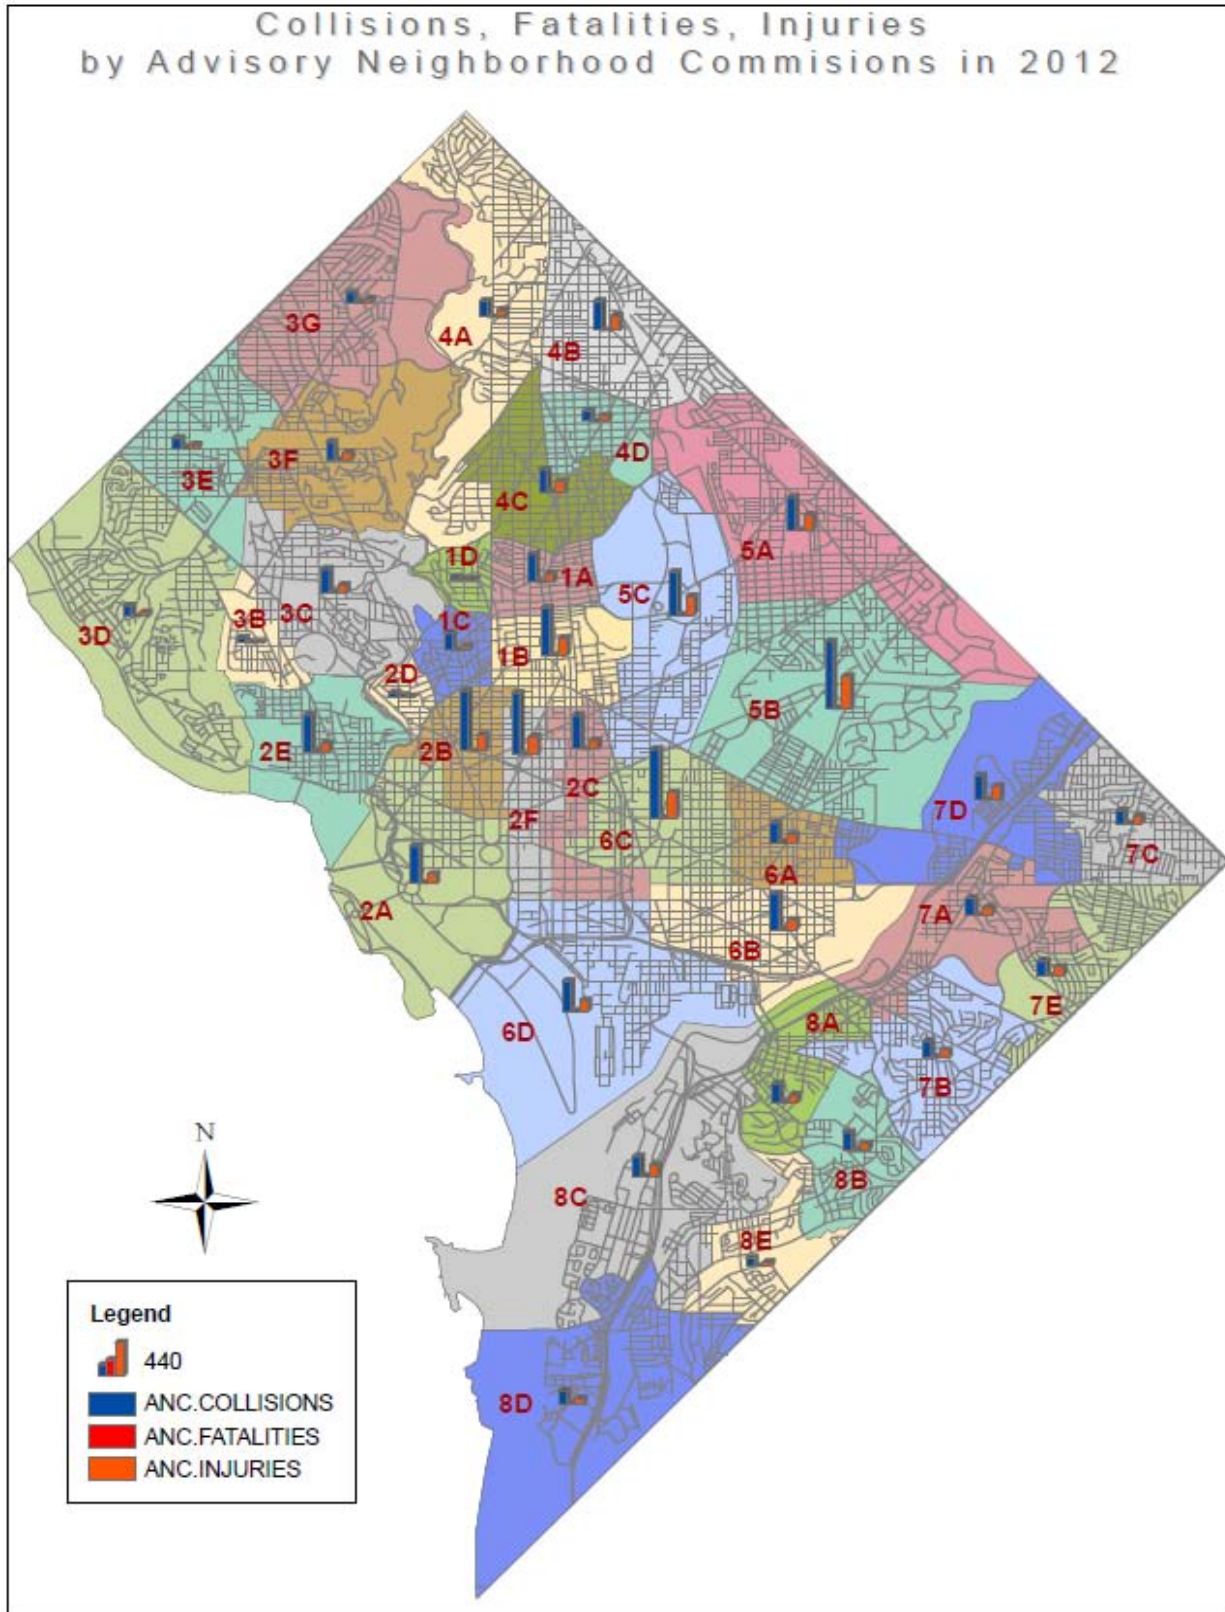 Collisions, Fatalities, Injuries
by Advisory Neighborhood Commisions in 2012
3G
4A
4B
3E
3F
4D
4C
5A
1D
1A
5C
3D
3B
3C
1C
1B
2D
5B
2E
2B
2C
2F
6C
7D
7C
6A
2A
7A
6B
7E
6D
8A
7B
N
8C
8B
8E
8D
Legend
440
ANC.COLLISIONS
ANC.FATALITIES
ANC.INJURIES